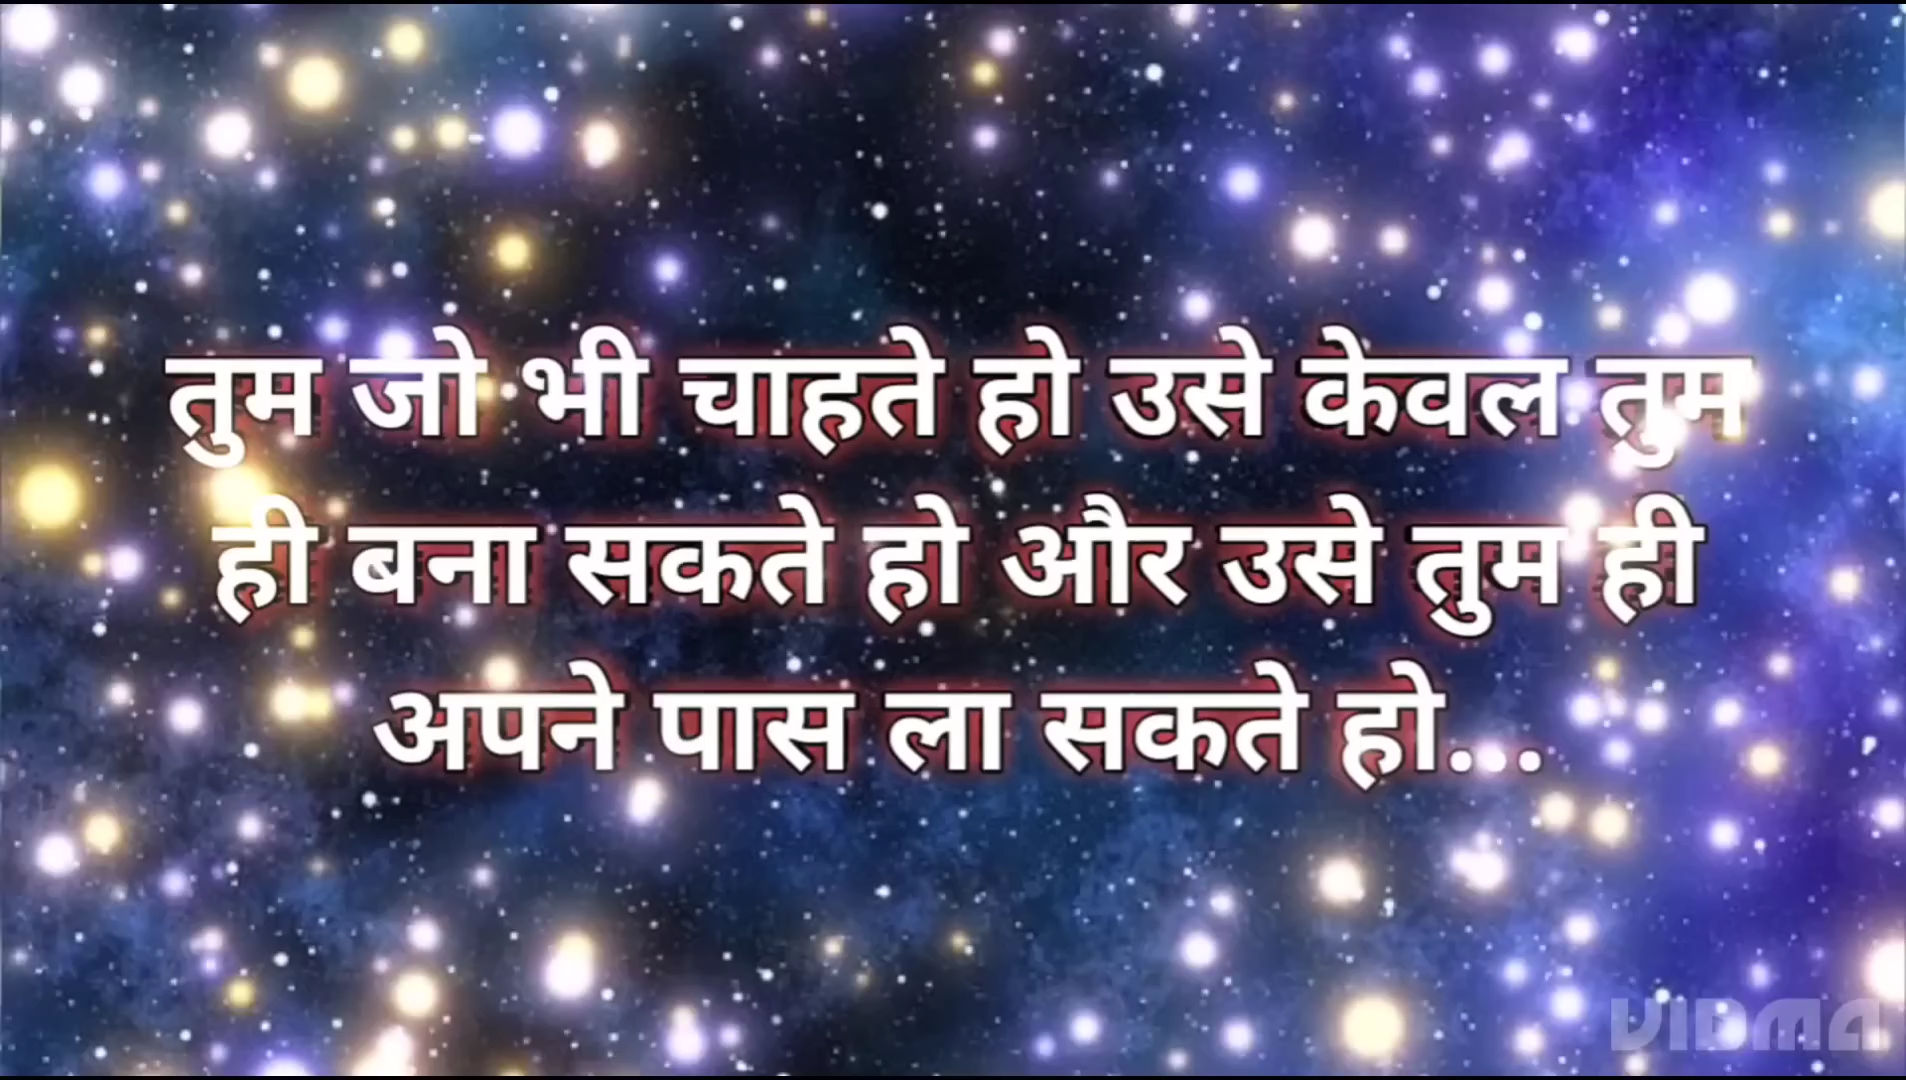 तुम जो भी चाहते हो उसे केवल तुम
ही बना सकते हो और उसे तुम ही
अपने पास ला सकते हो...
VIDMA